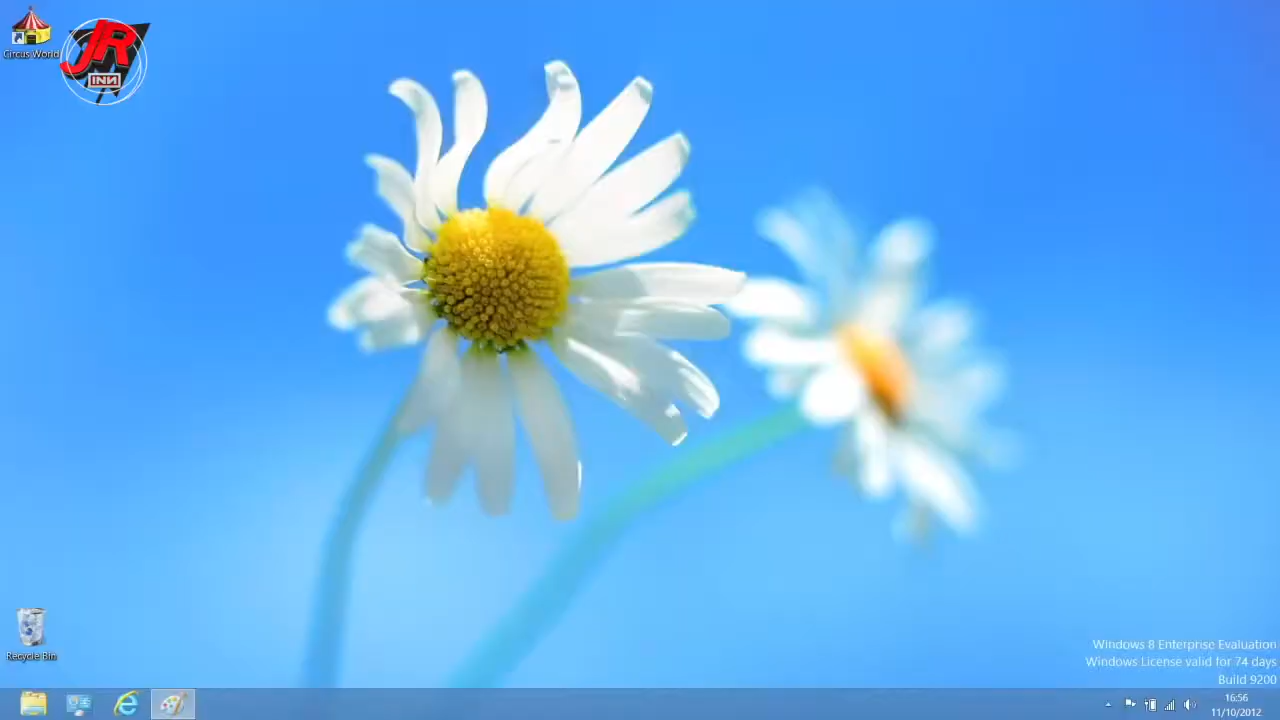 Circus World
JR
INN
Recycle Bin
Windows 8 Enterprise Evaluation
Windows License valid for 74 days
Build 9200
16:56
11/10/2012